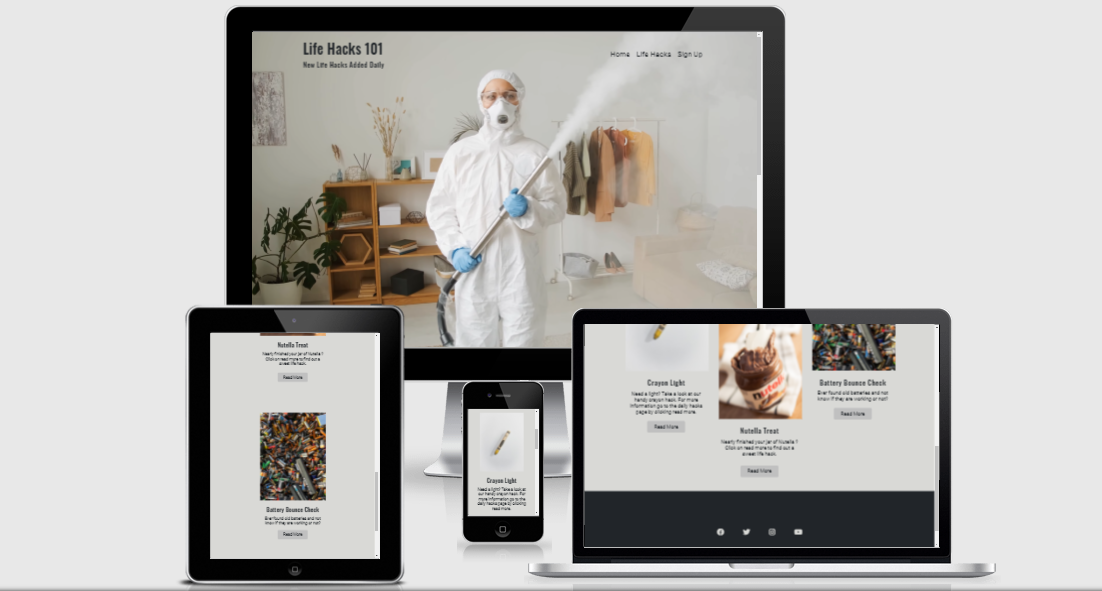 Life Hacks 101
New Life Hacks Added Daily
Home Life Hacks Sign Up
Nutella Treat
Nearly finished your jar of Nutella?
Click on read more to find out a
sweet life hack.
Read More
Battery Bounce Check
Ever found old batteries and not
know if they are working or not?
Read More
Crayon Light
Need a light? Take a look at
our handy crayon hack. For
more information go to the
daily hacks page by clicking
read more.
Crayon Light
Need a light? Take a look at our
handy crayon hack. For more
information go to the daily hacks
page by clicking read more.
Read More
nutella
Nutella Treat
Nearly finished your jar of Nutella?
Click on read more to find out a
sweet life hack.
Read More
Battery Bounce Check
Ever found old batteries and not
know if they are working or not?
Read More